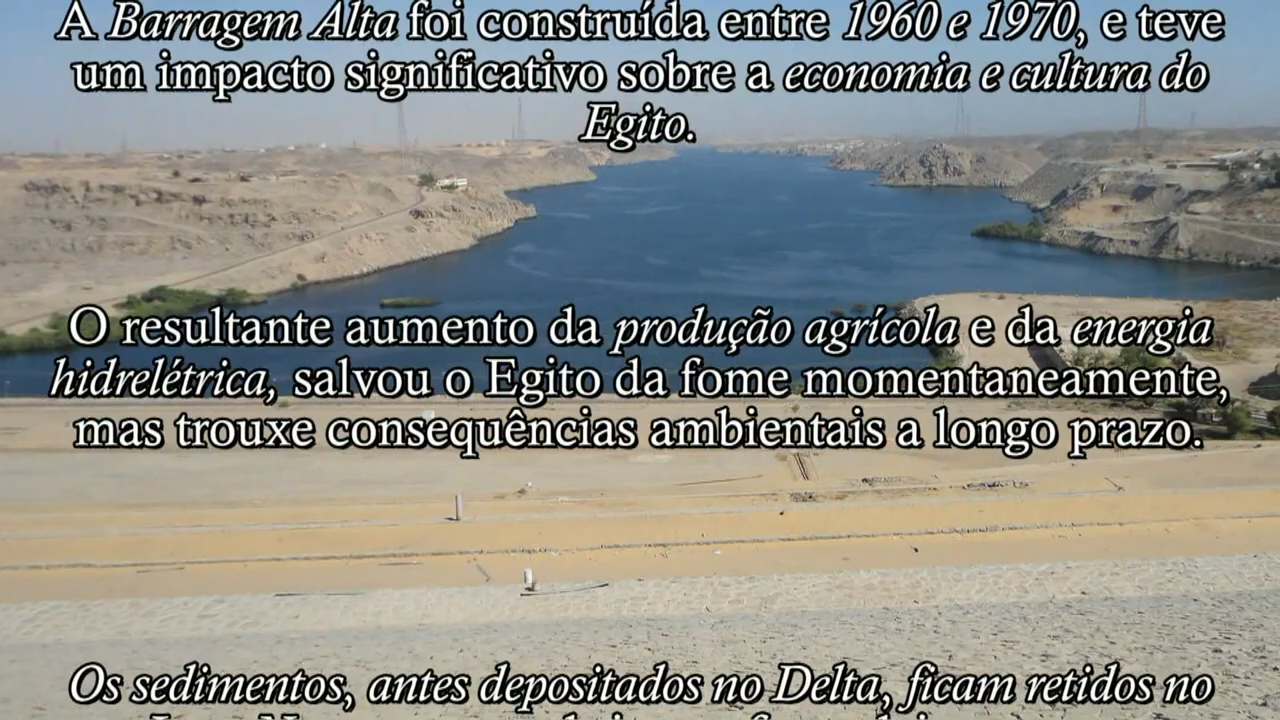 A Barragem Alta foi construída entre 1960 e 1970, e teve
um impacto significativo sobre a economia e cultura do
Egito.
O resultante aumento da produção agrícola e da energia
hidrelétrica, salvou o Egito da fome momentaneamente,
mas trouxe consequências ambientais a longo prazo.
Os sedimentos, antes depositados no Delta, ficam retidos no